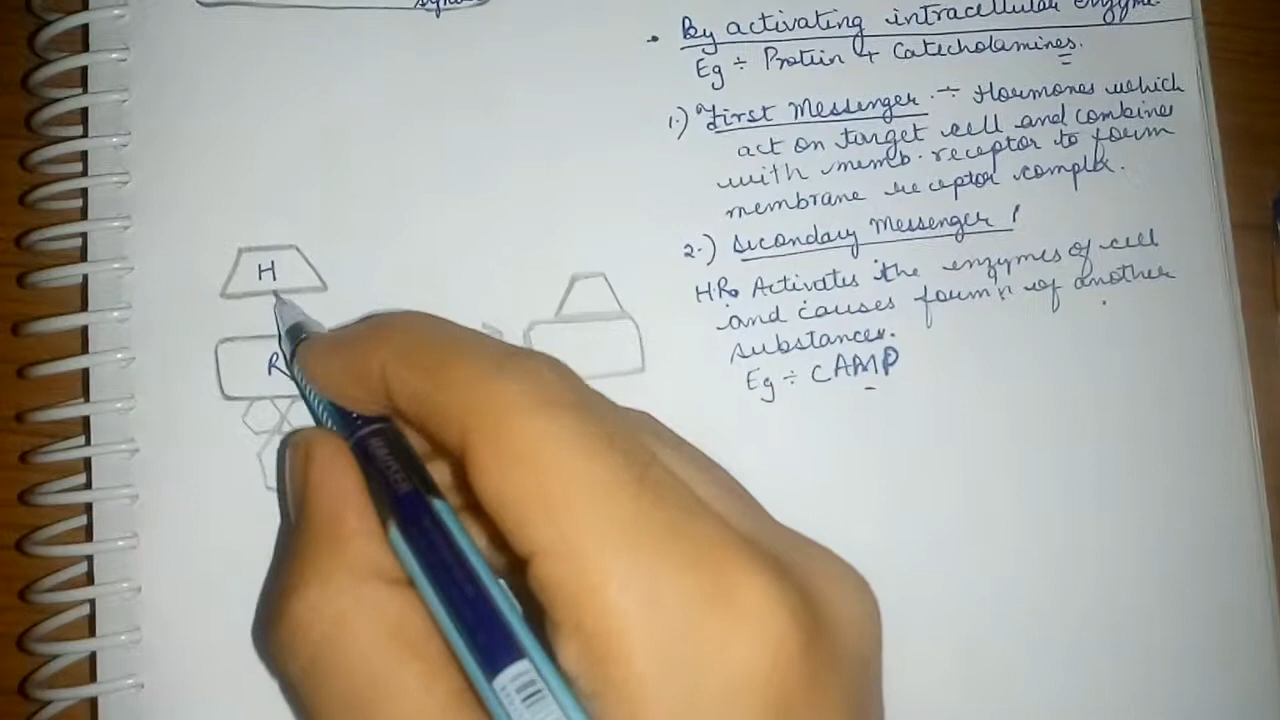 · By activating intracellular enzyme
Eg ÷ Protein + Catecholamines.
1.) First Messenger ·÷ Hormones which
act on target cell and combines
with memb. receptor to form
membrane receptor complex.
2.) Secondary Messenger !
HRo Activates the enzymes of cell
and causes formn of another
substances.
Eg ÷ CAMP
H
R